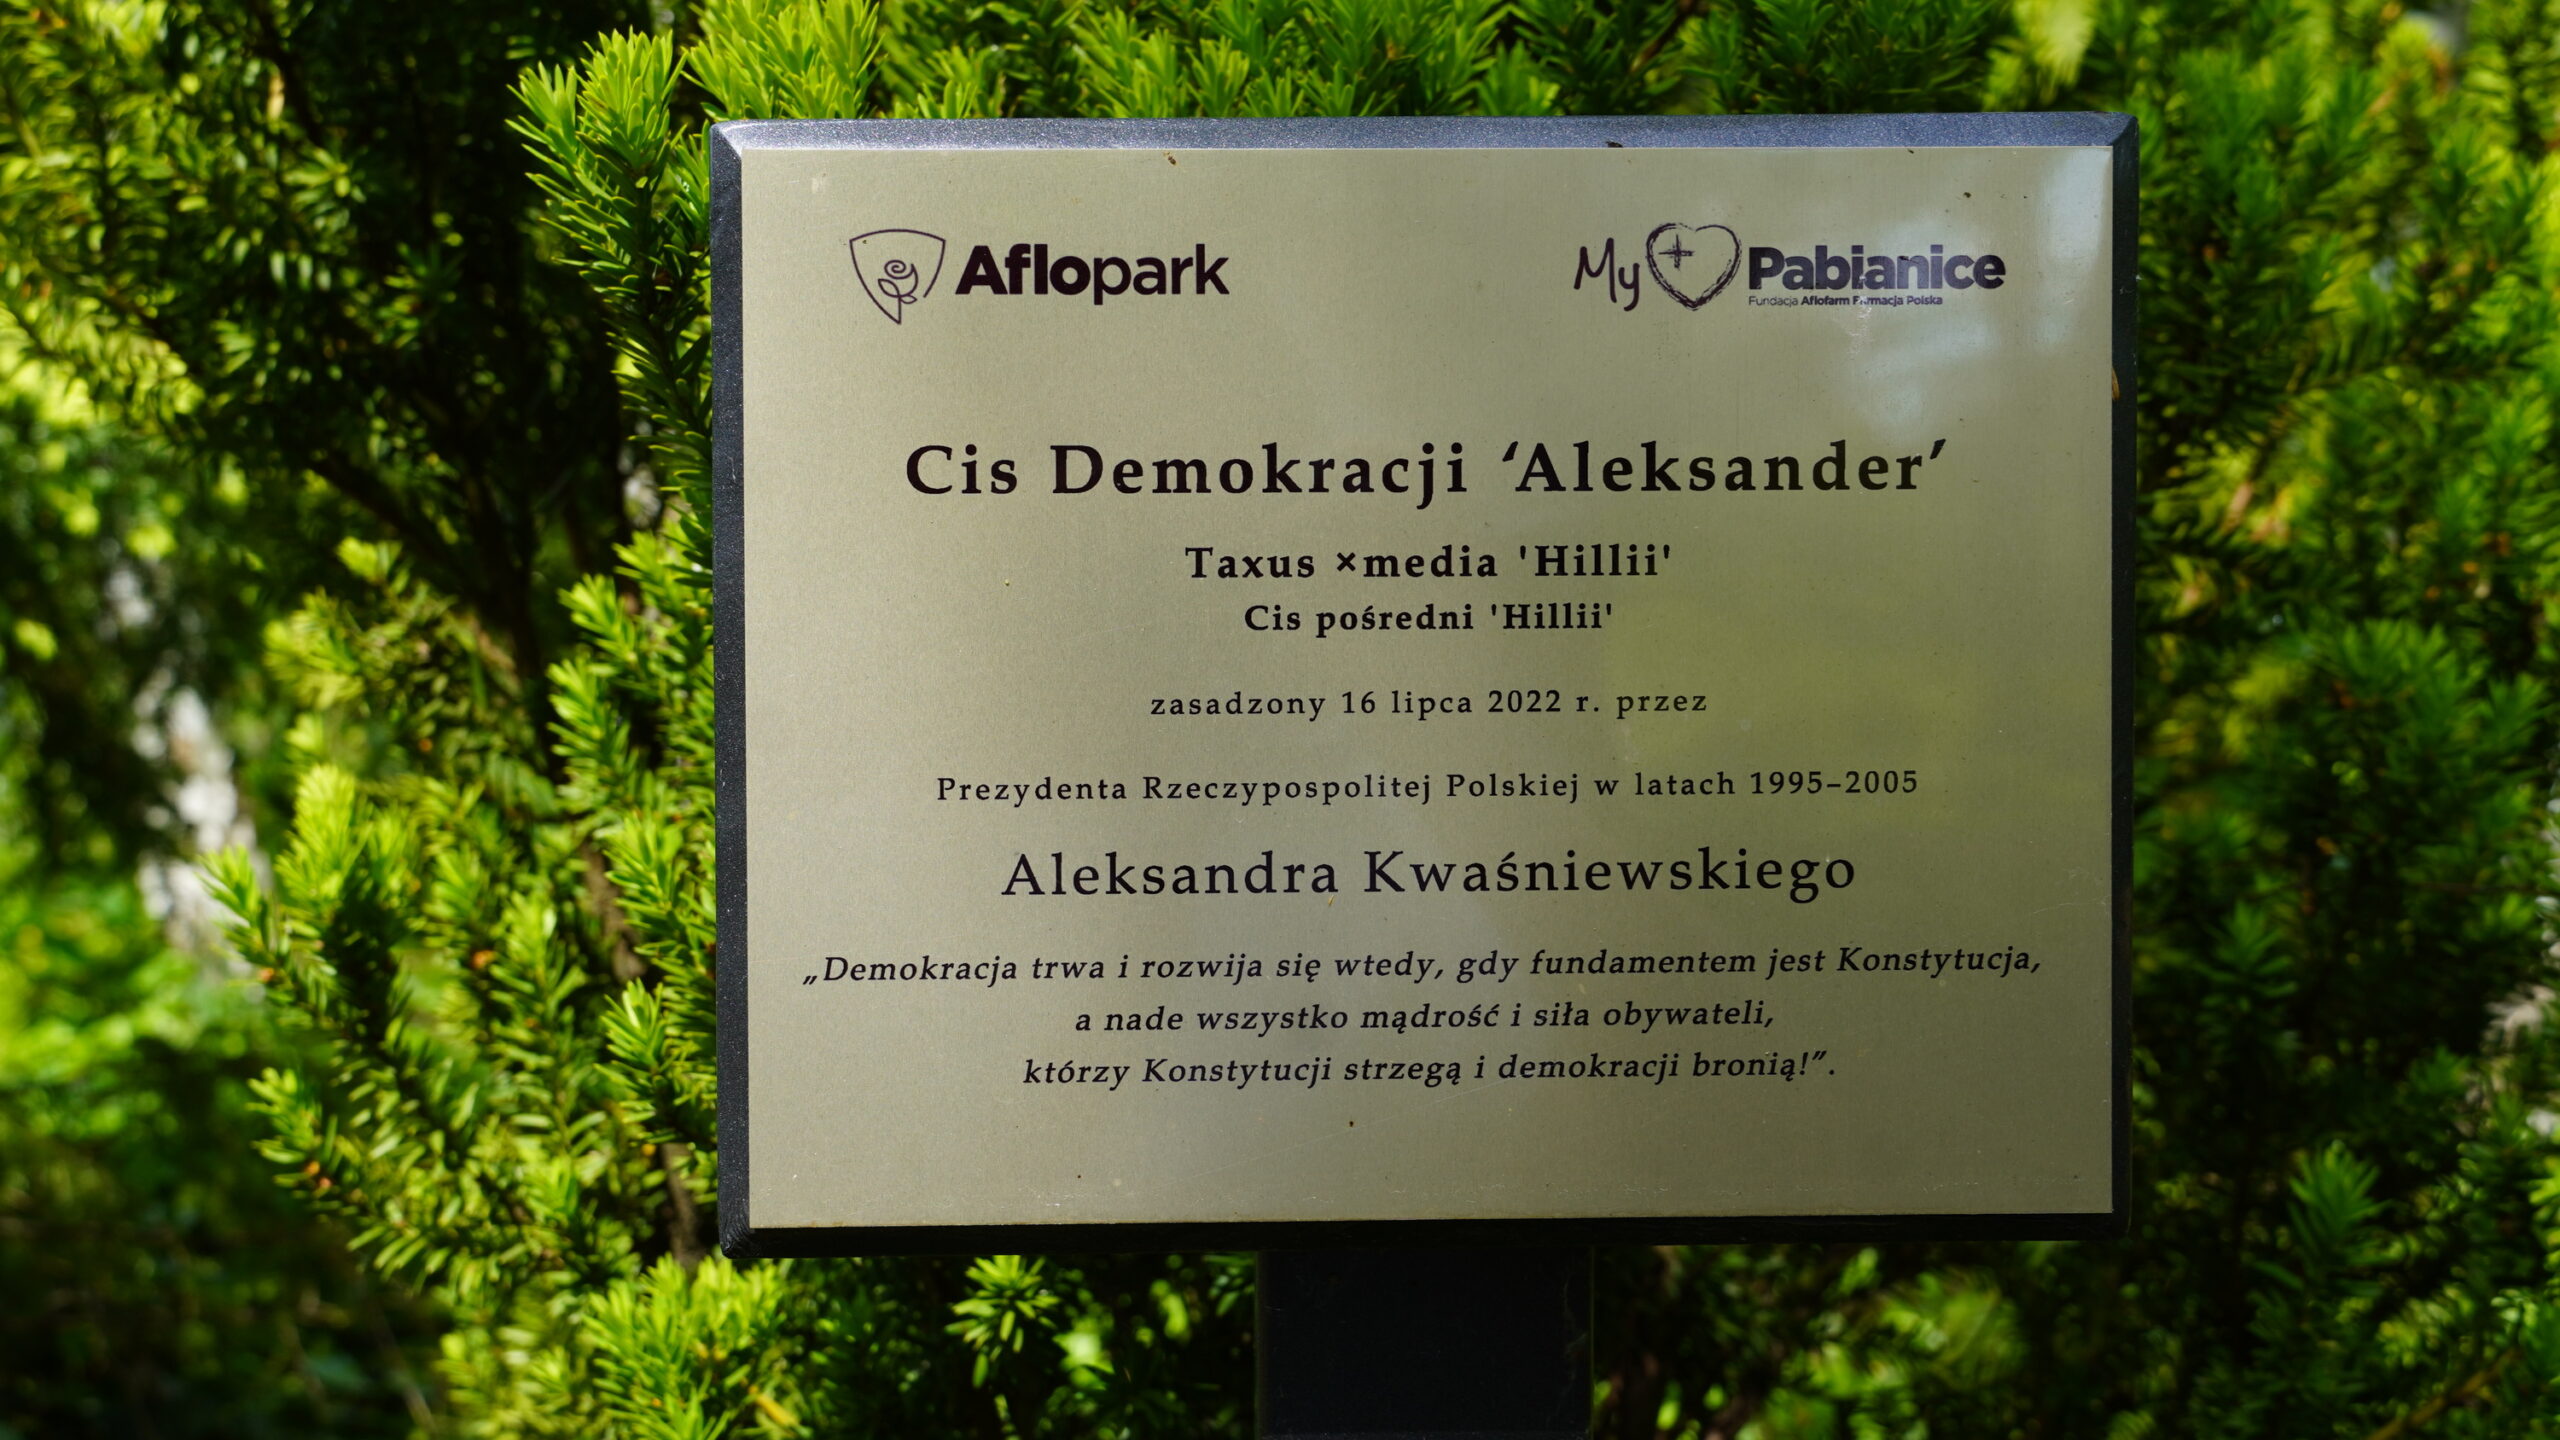 Aflopark
My Pabianice
Fundacja Aflofarm Farmacja Polska
Cis Demokracji ‘Aleksander’
Taxus ×media 'Hillii'
Cis pośredni 'Hillii'
zasadzony 16 lipca 2022 r. przez
Prezydenta Rzeczypospolitej Polskiej w latach 1995–2005
Aleksandra Kwaśniewskiego
„Demokracja trwa i rozwija się wtedy, gdy fundamentem jest Konstytucja,
a nade wszystko mądrość i siła obywateli,
którzy Konstytucji strzegą i demokracji bronią!”.